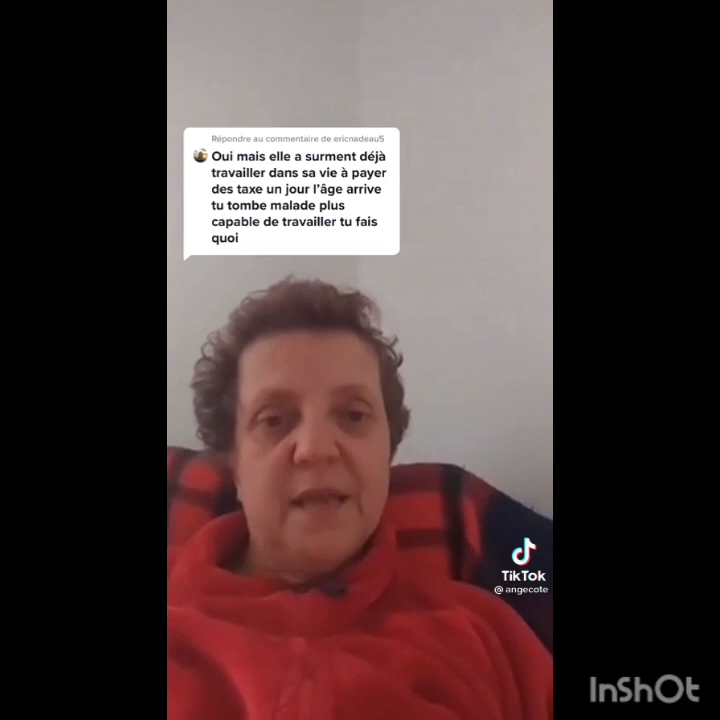 Répondre au commentaire de ericnadeau5
Oui mais elle a surment déjà
travailler dans sa vie à payer
des taxe un jour l'âge arrive
tu tombe malade plus
capable de travailler tu fais
quoi
TikTok
@angecote
InShOt